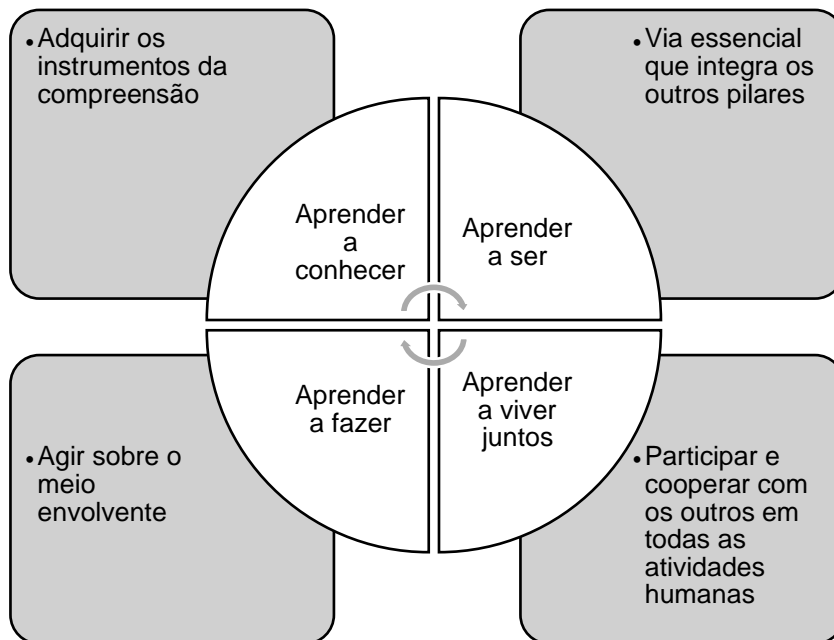 •Adquirir os
instrumentos da
compreensão
•Via essencial
que integra os
outros pilares
Aprender
a
conhecer
Aprender
a ser
Aprender
a fazer
Aprender
a viver
juntos
•Agir sobre o
meio
envolvente
•Participar e
cooperar com
os outros em
todas as
atividades
humanas